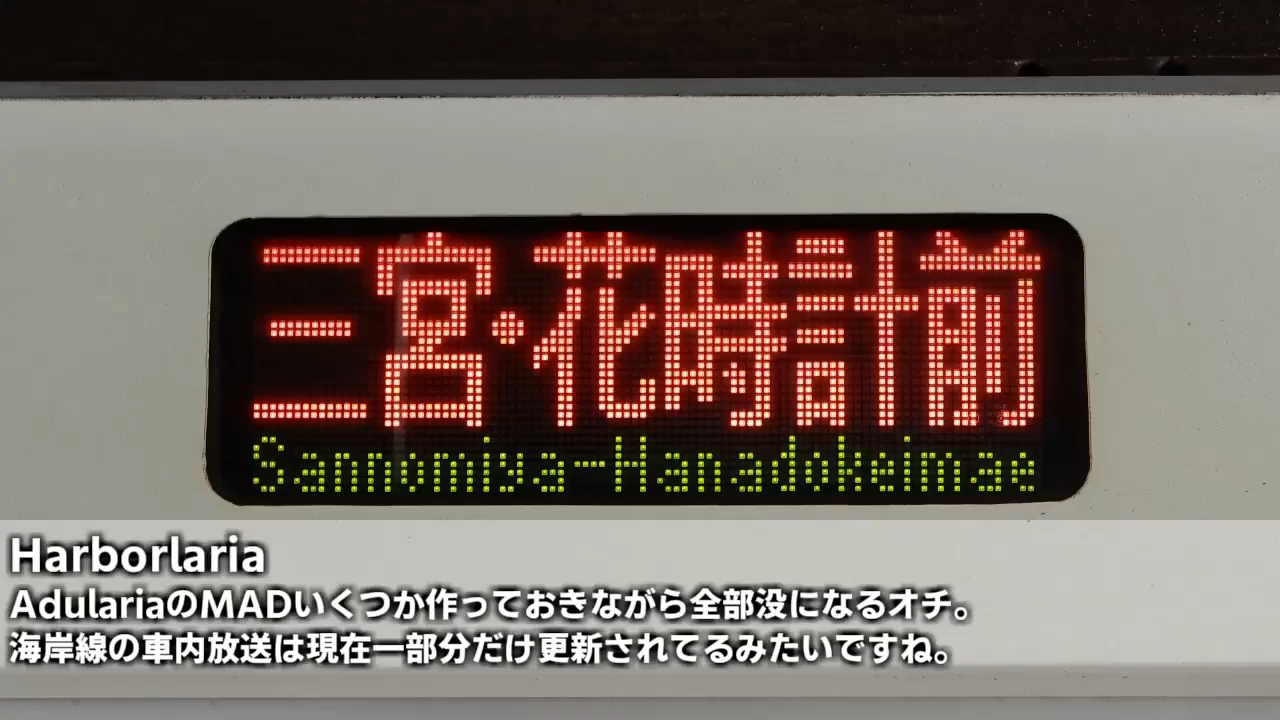 三宮・花時計前
Sannomiya-Hanadokeimae
Harborlaria
AdulariaのMADいくつか作っておきながら全部没になるオチ。
海岸線の車内放送は現在一部分だけ更新されてるみたいですね。